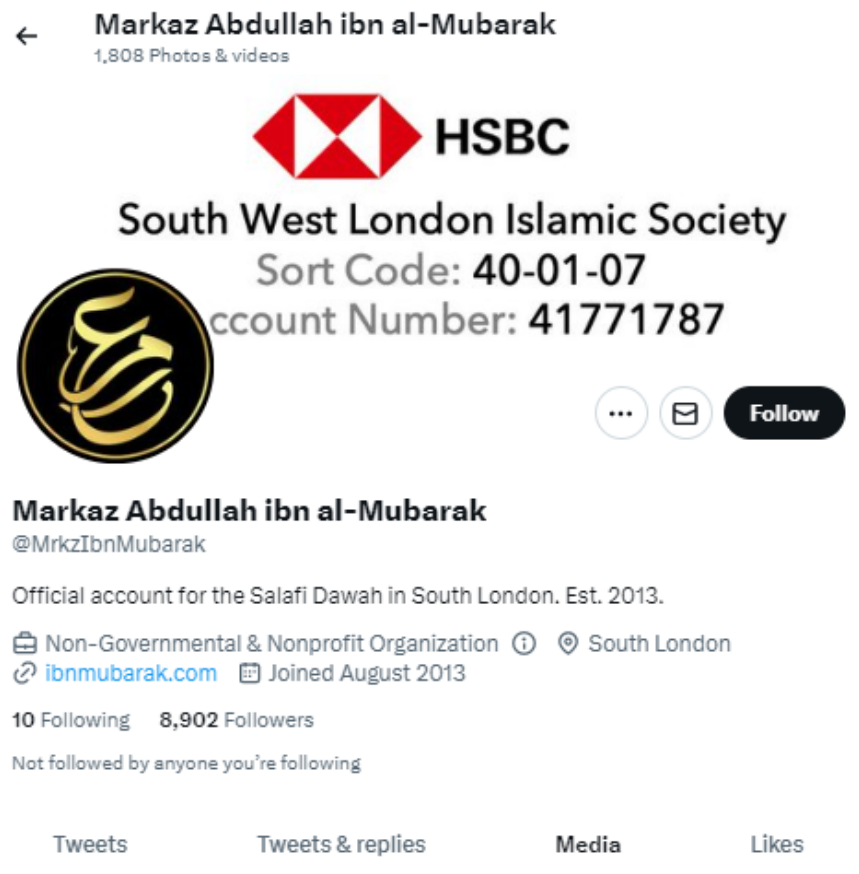 Markaz Abdullah ibn al-Mubarak
1,808 Photos & videos
HSBC
South West London Islamic Society
Sort Code: 40-01-07
ccount Number: 41771787
Follow
Markaz Abdullah ibn al-Mubarak
@MrkzIbnMubarak
Official account for the Salafi Dawah in South London. Est. 2013.
Non-Governmental & Nonprofit Organization South London
ibnmubarak.com Joined August 2013
10 Following 8,902 Followers
Not followed by anyone you're following
Tweets Tweets & replies Media Likes